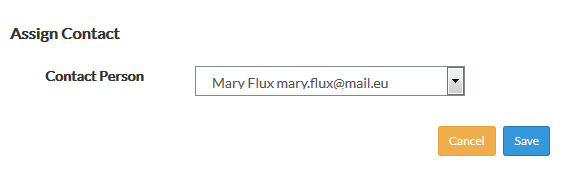 Assign Contact
Contact Person Mary Flux mary.flux@mail.eu
Cancel Save